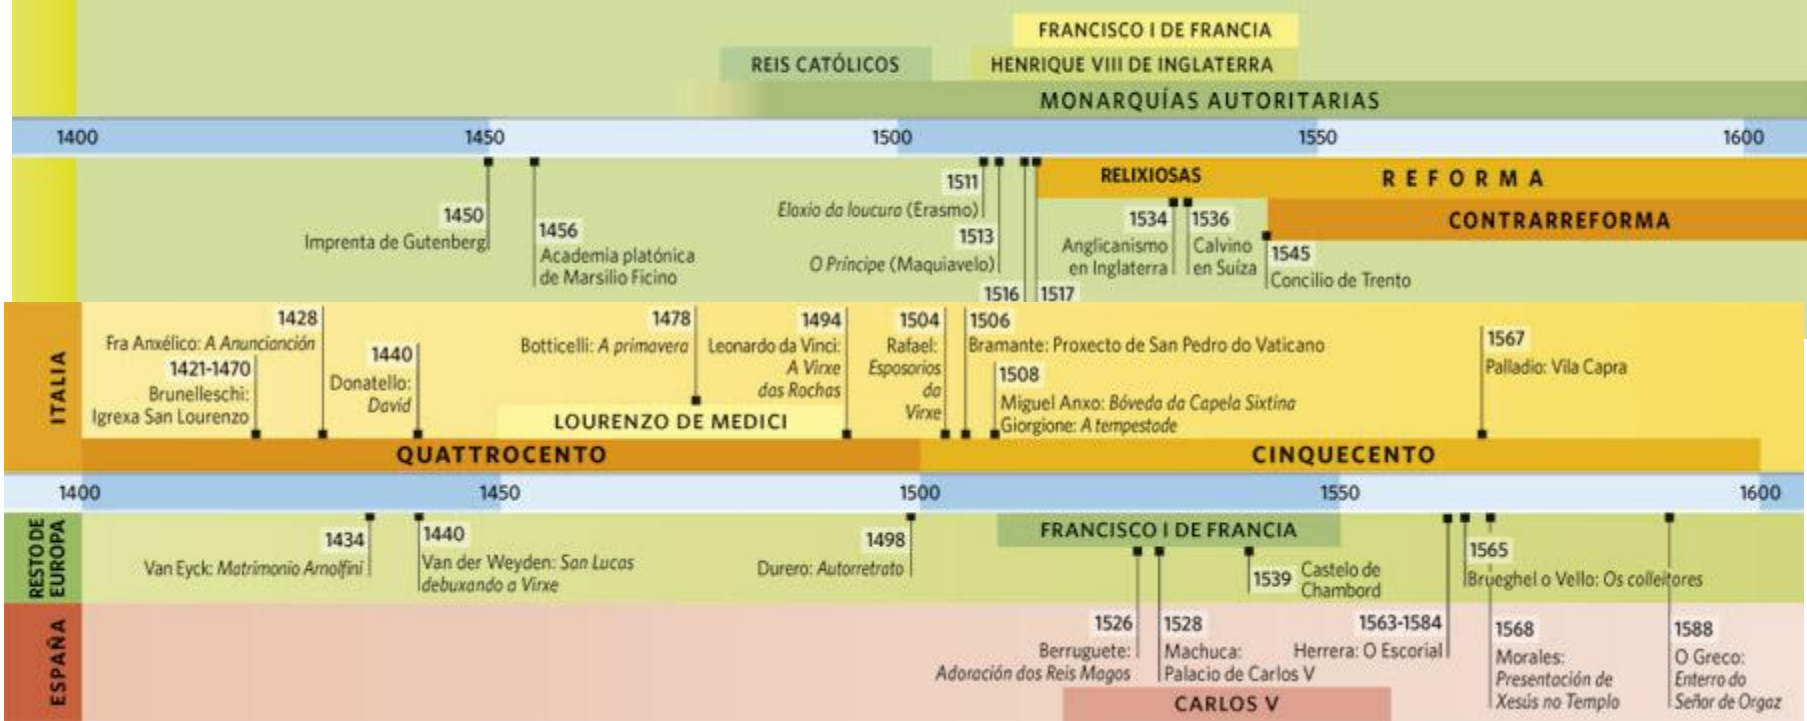 FRANCISCO I DE FRANCIA
REIS CATÓLICOS
HENRIQUE VIII DE INGLATERRA
MONARQUÍAS AUTORITARIAS
1400
1450
1500
1550
1600
RELIXIOSAS
REFORMA
CONTRARREFORMA
1450
Imprenta de Gutenberg
1456
Academia platónica
de Marsilio Ficino
1511
Eloxio da loucura (Erasmo)
1513
O Príncipe (Maquiavelo)
1516
1517
1534
Anglicanismo
en Inglaterra
1536
Calvino
en Suíza
1545
Concilio de Trento
ITALIA
1428
Fra Anxélico: A Anuncianción
1421-1470
Brunelleschi:
Igrexa San Lourenzo
1440
Donatello:
David
1478
Botticelli: A primavera
1494
Leonardo da Vinci:
A Virxe
das Rochas
1504
Rafael:
Esposorios
da
Virxe
1506
Bramante: Proxecto de San Pedro do Vaticano
1508
Miguel Anxo: Bóveda da Capela Sixtina
Giorgione: A tempestade
1567
Palladio: Vila Capra
LOURENZO DE MEDICI
QUATTROCENTO
CINQUECENTO
1400
1450
1500
1550
1600
RESTO DE
EUROPA
1434
Van Eyck: Matrimonio Arnolfini
1440
Van der Weyden: San Lucas
debuxando a Virxe
1498
Durero: Autorretrato
FRANCISCO I DE FRANCIA
1539
Castelo de
Chambord
1565
Brueghel o Vello: Os colleitores
ESPAÑA
1526
Berruguete:
Adoración dos Reis Magos
1528
Machuca:
Palacio de Carlos V
1563-1584
Herrera: O Escorial
1568
Morales:
Presentación de
Xesús no Templo
1588
O Greco:
Enterro do
Señor de Orgaz
CARLOS V